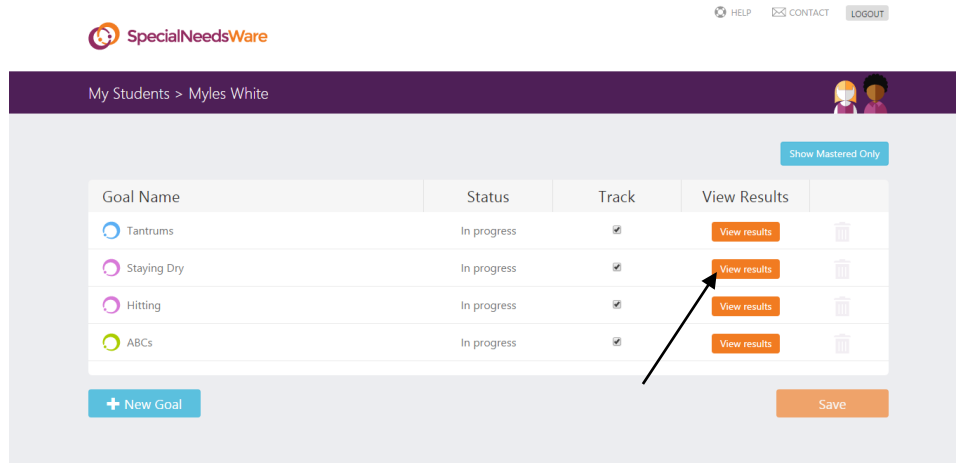 HELP CONTACT LOGOUT
SpecialNeedsWare
My Students > Myles White
Show Mastered Only
Goal Name Status Track View Results
Tantrums In progress View results
Staying Dry In progress View results
Hitting In progress View results
ABCs In progress View results
New Goal Save